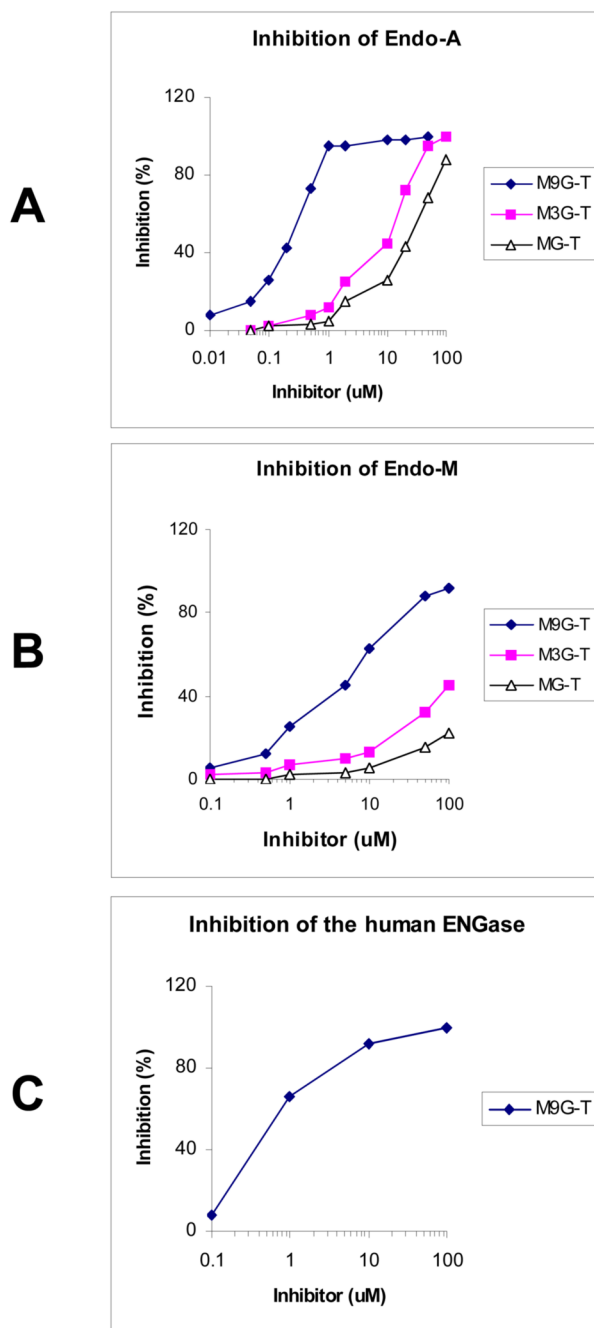 A
Inhibition of Endo-A
Inhibition (%)
120
80
40
0
0.01 0.1 1 10 100
Inhibitor (uM)
M9G-T
M3G-T
MG-T
B
Inhibition of Endo-M
Inhibition (%)
120
80
40
0
0.1 1 10 100
Inhibitor (uM)
M9G-T
M3G-T
MG-T
C
Inhibition of the human ENGase
Inhibition (%)
120
80
40
0
0.1 1 10 100
Inhibitor (uM)
M9G-T